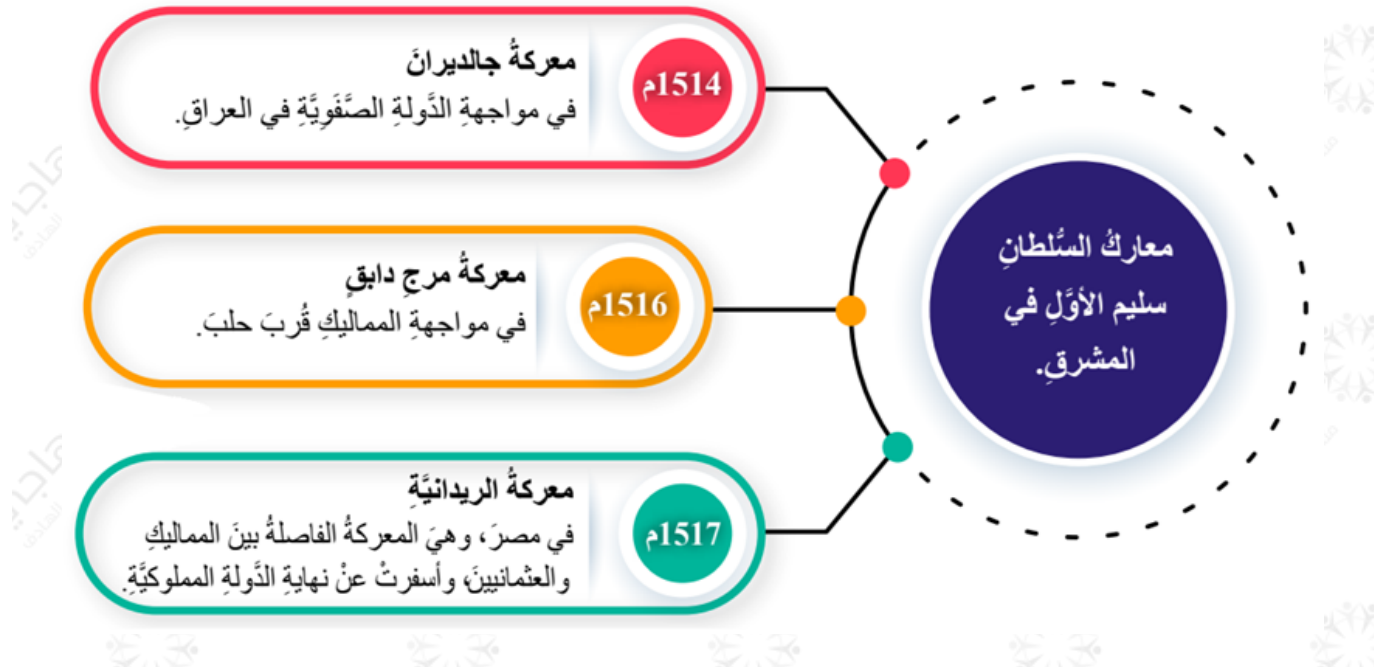 معاركُ السُّلطانِ
سليم الأوَّلِ في
المشرقِ.
1514م
معركةُ جالديرانَ
في مواجهةِ الدَّولةِ الصَّفَوِيَّةِ في العراقِ.
1516م
معركةُ مرجِ دابقٍ
في مواجهةِ المماليكِ قُربَ حلبَ.
1517م
معركةُ الريدانيَّةِ
في مصرَ، وهيَ المعركةُ الفاصلةُ بينَ المماليكِ
والعثمانيينَ، وأسفرتْ عنْ نهايةِ الدَّولةِ المملوكيَّةِ.